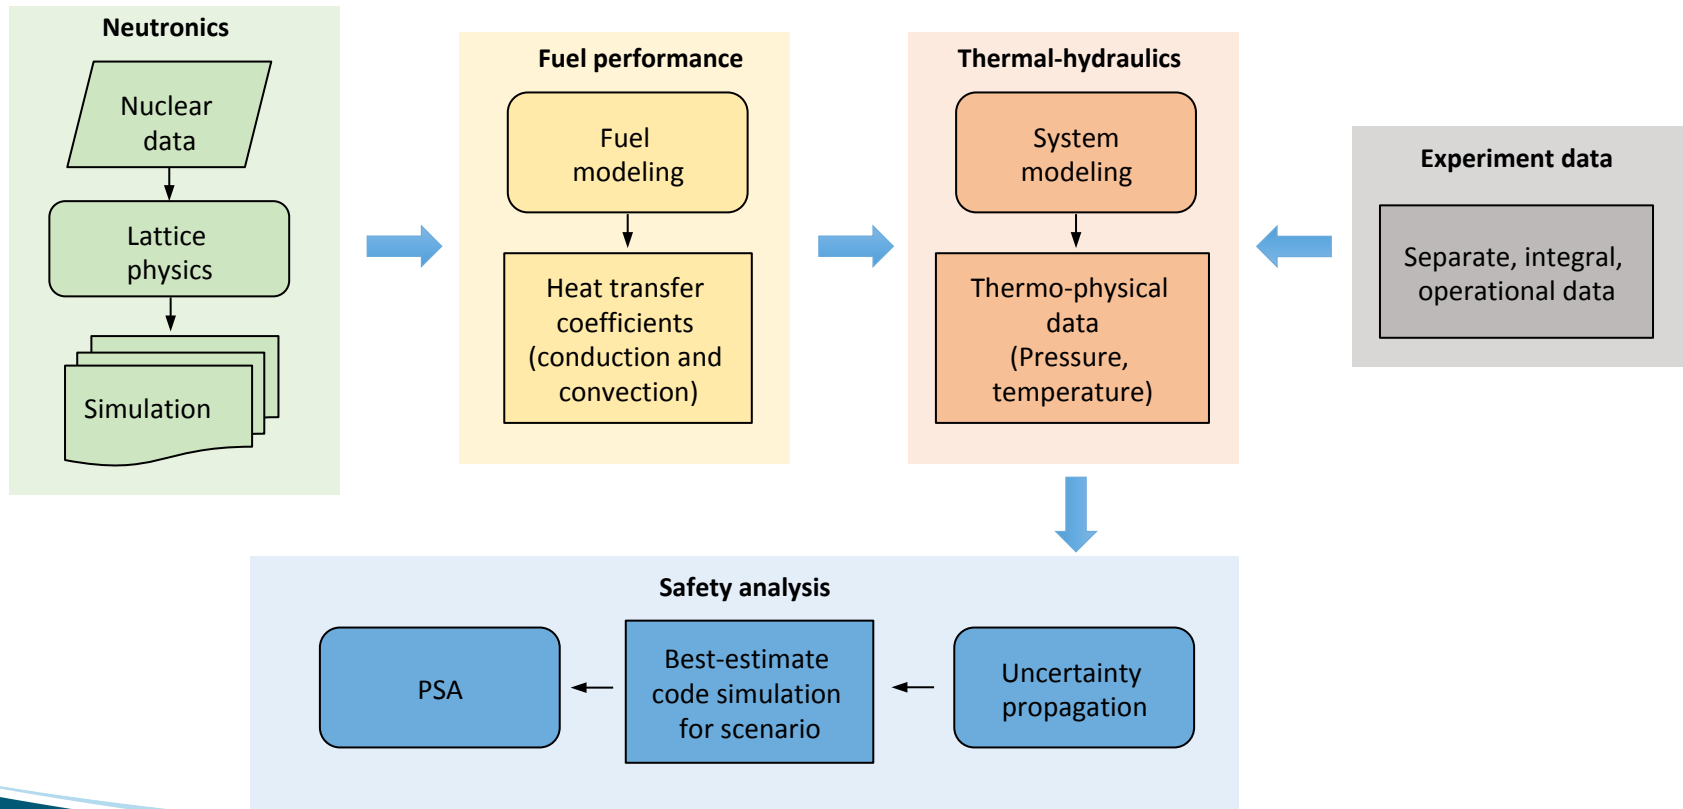 Neutronics
Nuclear
data
Lattice
physics
Simulation
Fuel performance
Fuel
modeling
Heat transfer
coefficients
(conduction and
convection)
Thermal-hydraulics
System
modeling
Thermo-physical
data
(Pressure,
temperature)
Experiment data
Separate, integral,
operational data
Safety analysis
PSA
Best-estimate
code simulation
for scenario
Uncertainty
propagation